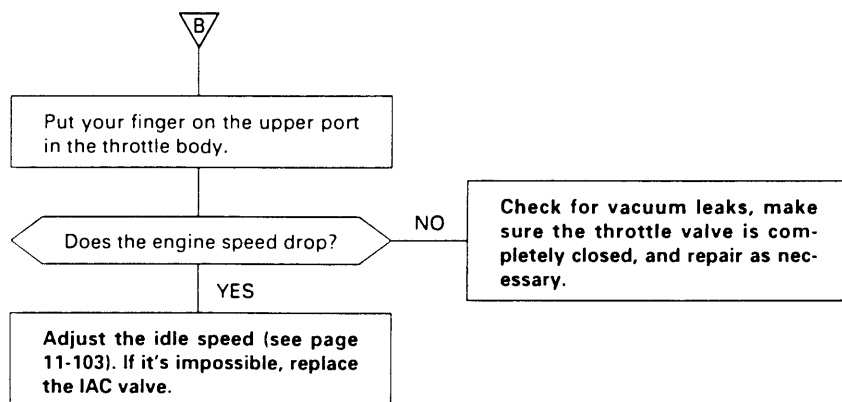 B
Put your finger on the upper port
in the throttle body.
Does the engine speed drop?
NO
Check for vacuum leaks, make
sure the throttle valve is com-
pletely closed, and repair as nec-
essary.
YES
Adjust the idle speed (see page
11-103). If it's impossible, replace
the IAC valve.